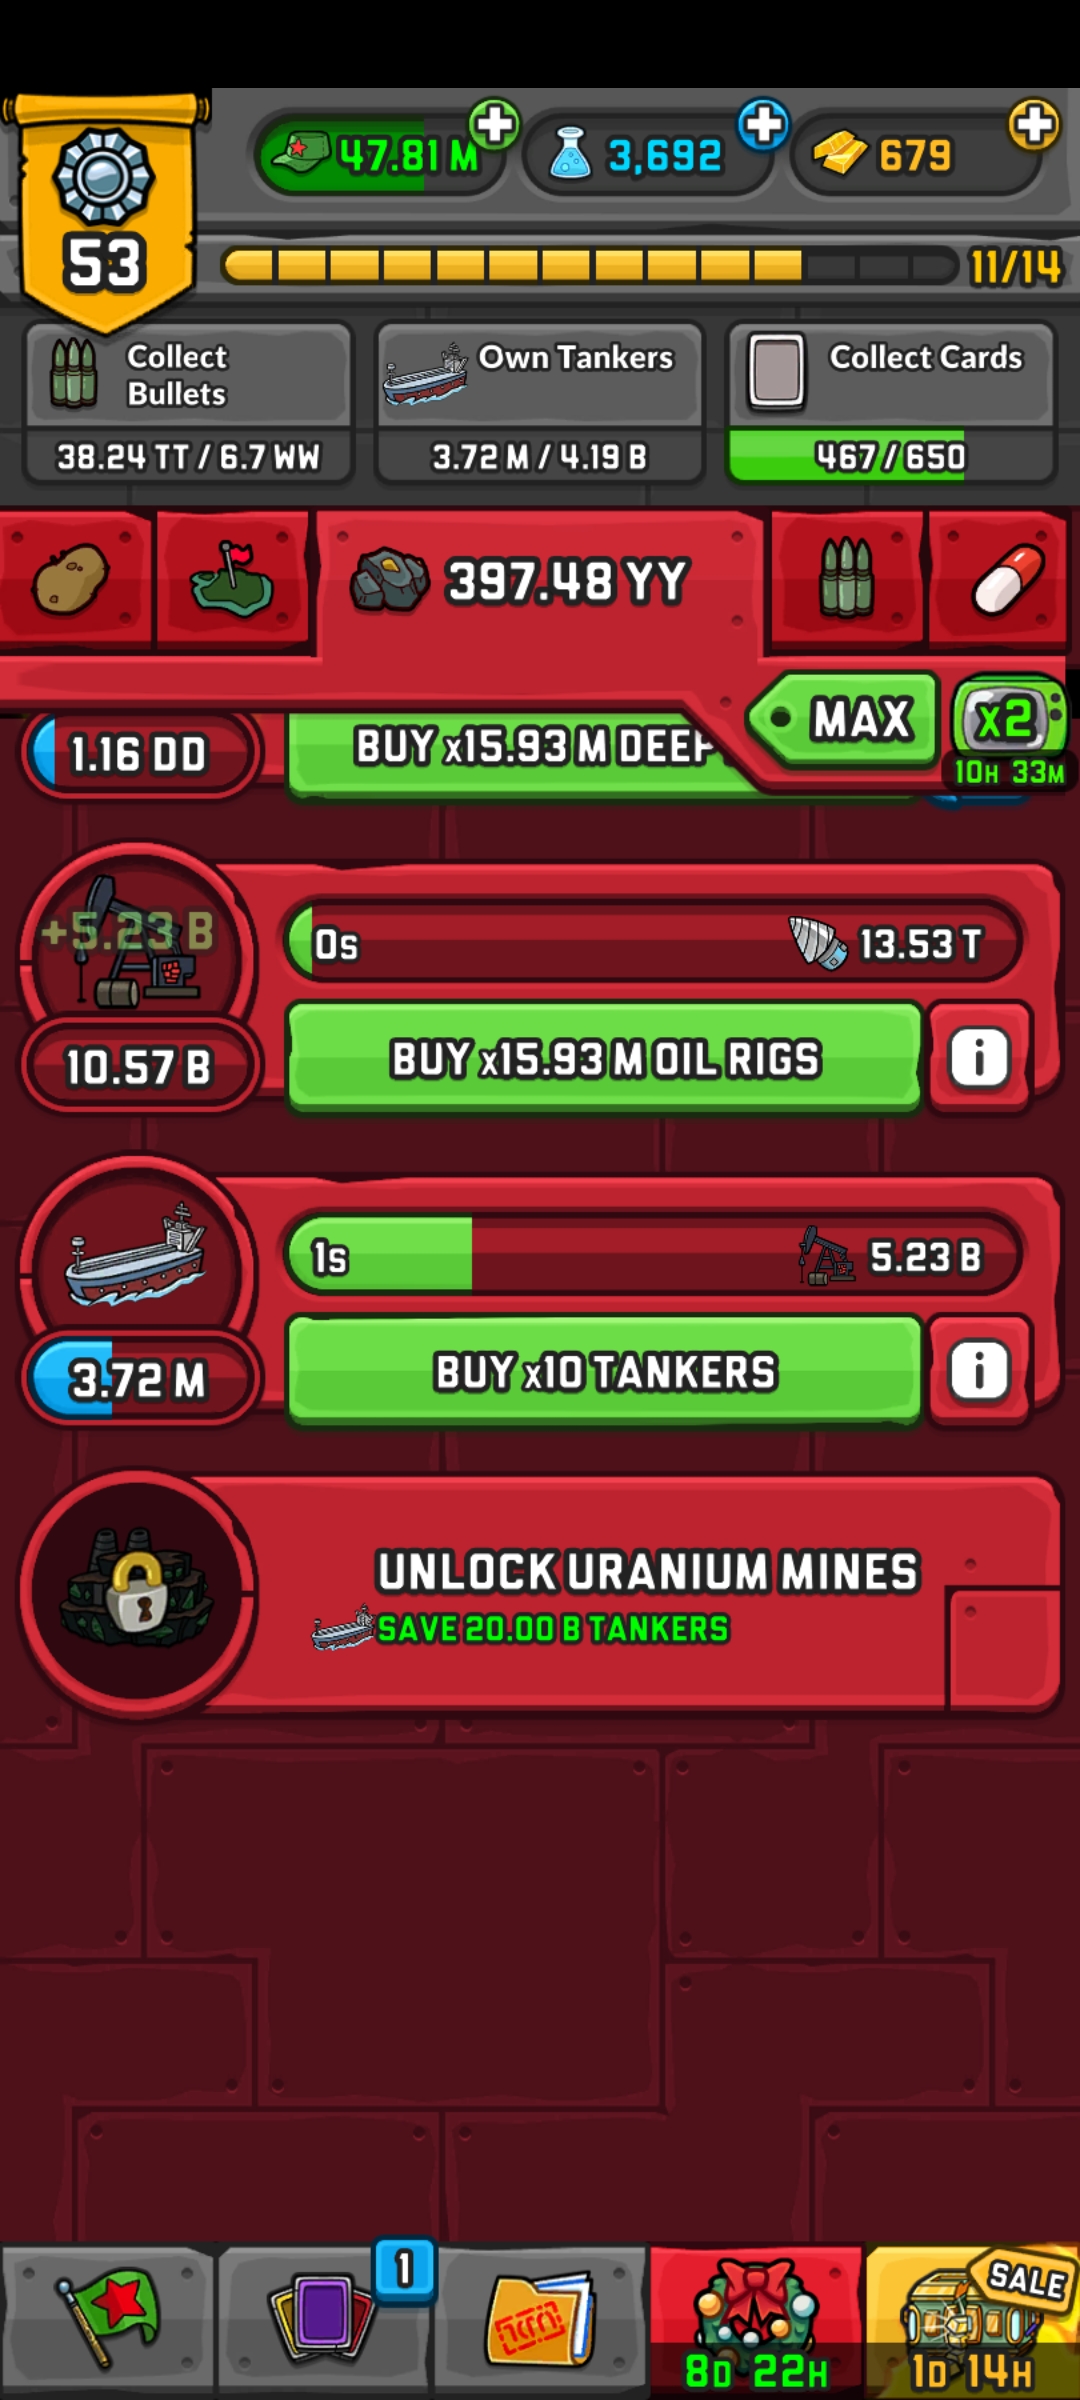 47.81 M
3,692
679
53
11/14
Collect
Bullets
Own Tankers
Collect Cards
38.24 TT / 6.7 WW
3.72 M / 4.19 B
467 / 650
397.48 YY
MAX
x2
10H 33M
1.16 DD
BUY x15.93 M DEEP
+5.23 B
0s
13.53 T
10.57 B
BUY x15.93 M OIL RIGS
i
1s
5.23 B
3.72 M
BUY x10 TANKERS
i
UNLOCK URANIUM MINES
SAVE 20.00 B TANKERS
1
SALE
8D 22H
1D 14H